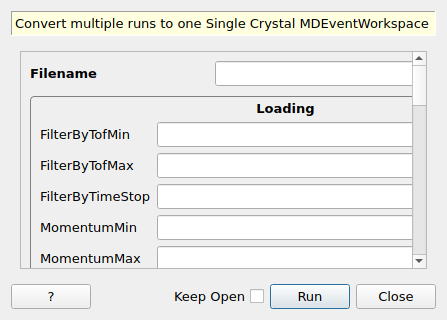 Convert multiple runs to one Single Crystal MDEventWorkspace
Filename
Loading
FilterByTofMin
FilterByTofMax
FilterByTimeStop
MomentumMin
MomentumMax
? Keep Open Run Close